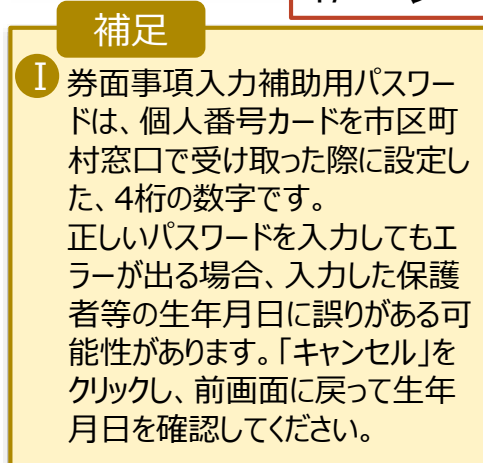 補足
Ⅰ 券面事項入力補助用パスワー
ドは、個人番号カードを市区町
村窓口で受け取った際に設定し
た、4桁の数字です。
正しいパスワードを入力してもエ
ラーが出る場合、入力した保護
者等の生年月日に誤りがある可
能性があります。「キャンセル」を
クリックし、前画面に戻って生年
月日を確認してください。